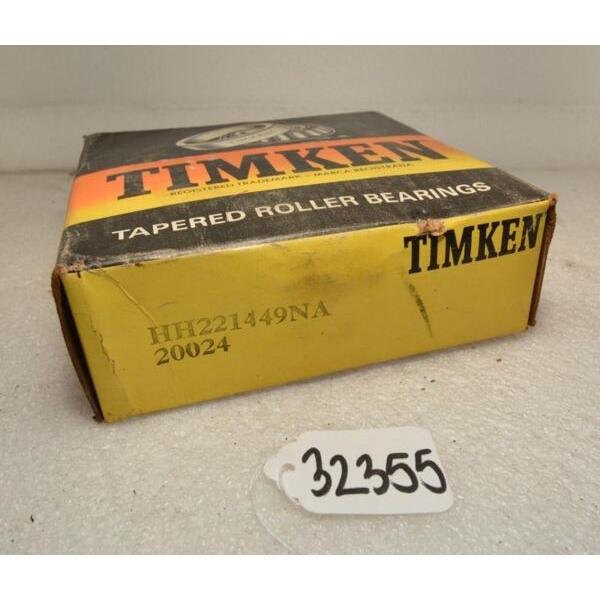 TIMKEN
REGISTERED TRADEMARK - MARCA REGISTRADA
TAPERED ROLLER BEARINGS
TIMKEN
HH221449NA
20024
32355